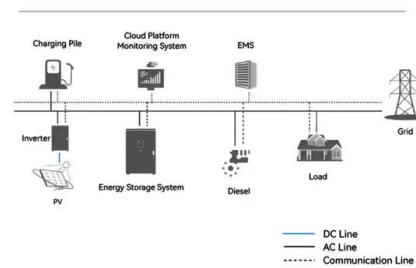 Charging Pile
Cloud Platform
Monitoring System
EMS
Grid
Inverter
PV
Energy Storage System
Diesel
Load
DC Line
AC Line
Communication Line